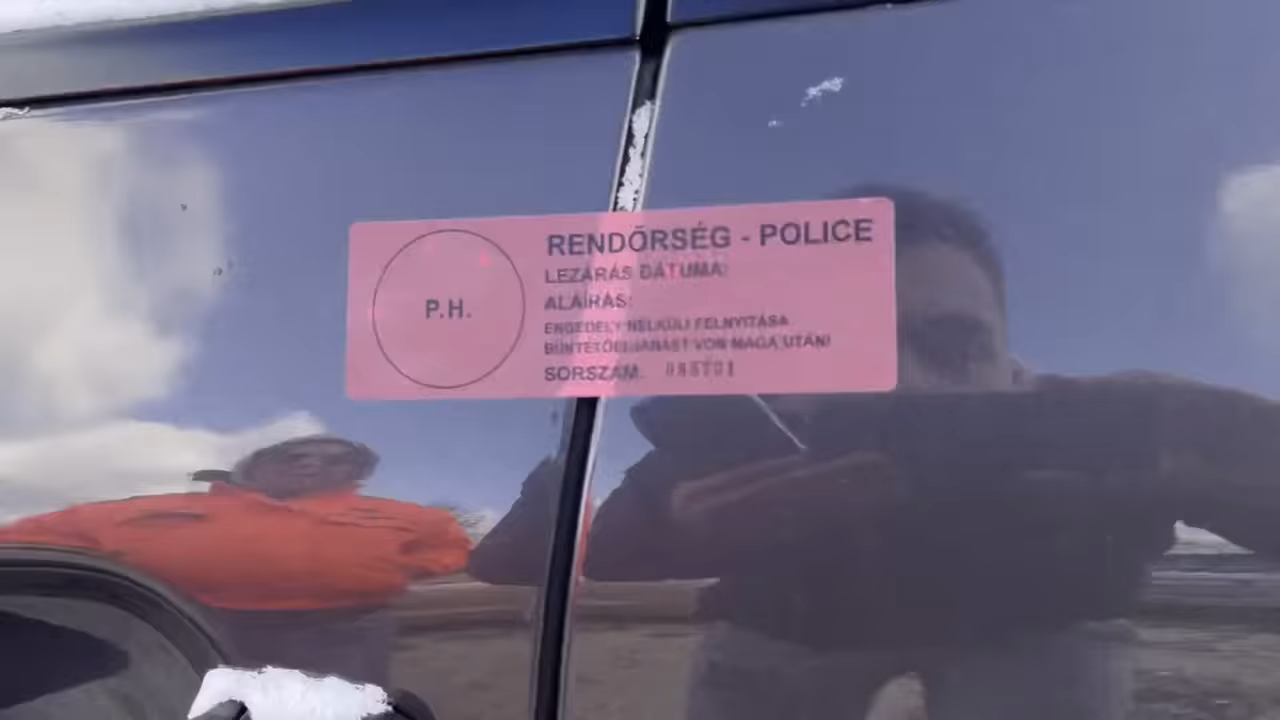 P.H.
RENDŐRSÉG - POLICE
LEZÁRÁS DÁTUMA:
ALÁÍRÁS:
ENGEDÉLY NÉLKÜLI FELNYITÁSA
BÜNTETŐELJÁRÁST VON MAGA UTÁN!
SORSZÁM: